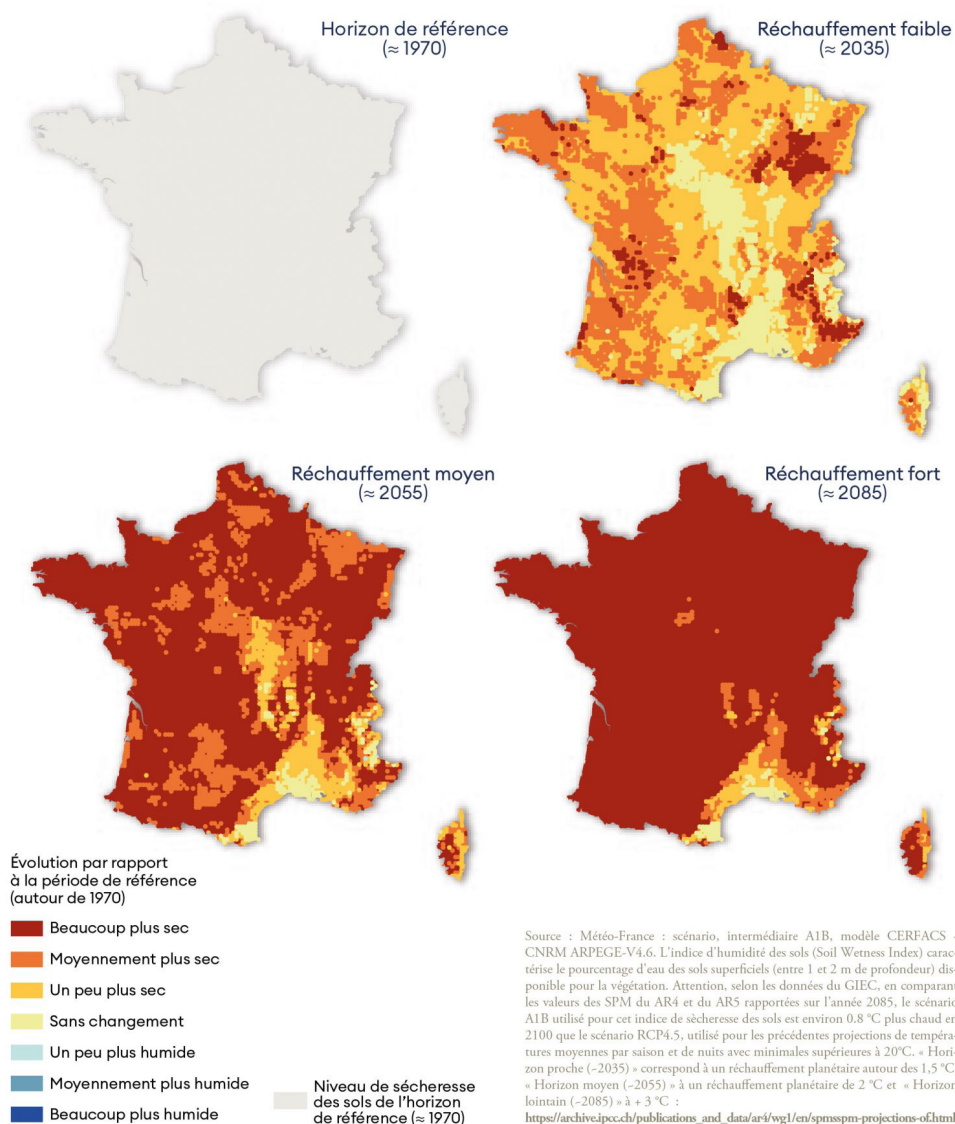 Horizon de référence
(≈ 1970)
Réchauffement faible
(≈ 2035)
Réchauffement moyen
(≈ 2055)
Réchauffement fort
(≈ 2085)
Évolution par rapport
à la période de référence
(autour de 1970)
Beaucoup plus sec
Moyennement plus sec
Un peu plus sec
Sans changement
Un peu plus humide
Moyennement plus humide
Beaucoup plus humide
Niveau de sécheresse
des sols de l'horizon
de référence (≈ 1970)
Source : Météo-France : scénario, intermédiaire A1B, modèle CERFACS -
CNRM ARPEGE-V4.6. L'indice d'humidité des sols (Soil Wetness Index) carac-
térise le pourcentage d'eau des sols superficiels (entre 1 et 2 m de profondeur) dis-
ponible pour la végétation. Attention, selon les données du GIEC, en comparant
les valeurs des SPM du AR4 et du AR5 rapportées sur l'année 2085, le scénario
A1B utilisé pour cet indice de sècheresse des sols est environ 0.8 °C plus chaud en
2100 que le scénario RCP4.5, utilisé pour les précédentes projections de tempéra-
tures moyennes par saison et de nuits avec minimales supérieures à 20°C. « Hori-
zon proche (~2035) » correspond à un réchauffement planétaire autour des 1,5 °C,
« Horizon moyen (~2055) » à un réchauffement planétaire de 2 °C et « Horizon
lointain (~2085) » à + 3 °C :
https://archive.ipcc.ch/publications_and_data/ar4/wg1/en/spmsspm-projections-of.html